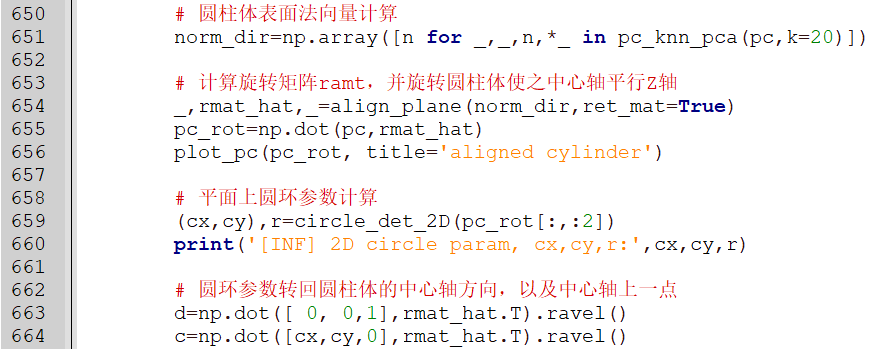 650 # 圆柱体表面法向量计算
651 norm_dir=np.array([n for _,_,n,*_ in pc_knn_pca(pc,k=20)])
652
653 # 计算旋转矩阵ramt，并旋转圆柱体使之中心轴平行Z轴
654 _,rmat_hat,_=align_plane(norm_dir,ret_mat=True)
655 pc_rot=np.dot(pc,rmat_hat)
656 plot_pc(pc_rot, title='aligned cylinder')
657
658 # 平面上圆环参数计算
659 (cx,cy),r=circle_det_2D(pc_rot[:,:2])
660 print('[INF] 2D circle param, cx,cy,r:',cx,cy,r)
661
662 # 圆环参数转回圆柱体的中心轴方向，以及中心轴上一点
663 d=np.dot([ 0, 0,1],rmat_hat.T).ravel()
664 c=np.dot([cx,cy,0],rmat_hat.T).ravel()